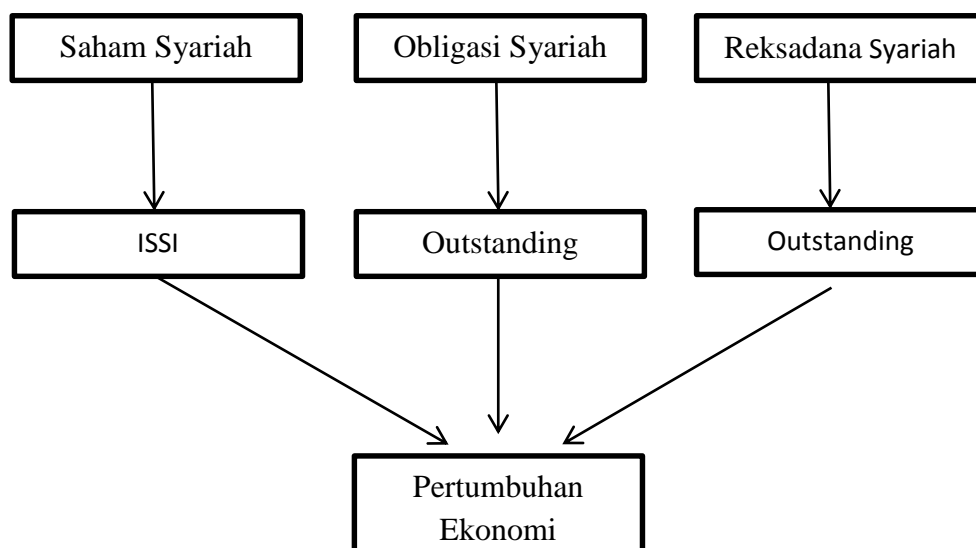 Saham Syariah
Obligasi Syariah
Reksadana Syariah
ISSI
Outstanding
Outstanding
Pertumbuhan
Ekonomi